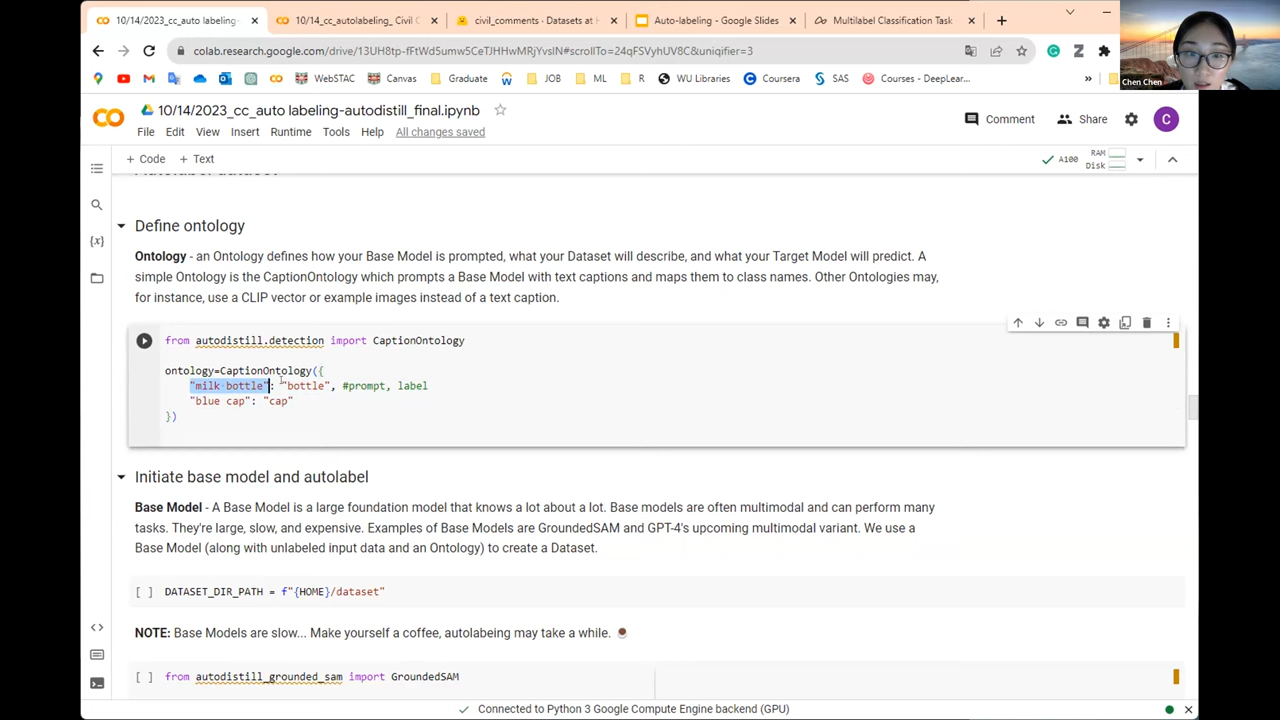 10/14/2023_cc_auto labeling-
10/14_cc_autolabeling_ Civil C
civil_comments · Datasets at H
Auto-labeling - Google Slides
Multilabel Classification Task
colab.research.google.com/drive/13UH8tp-fFtWd5umw5CeTJHHwMRjYvslN#scrollTo=24qFSVyhUV8C&uniqifier=3
WebSTAC
Canvas
Graduate
JOB
ML
R
WU Libraries
Coursera
SAS
Courses - DeepLear...
Chen Chen
10/14/2023_cc_auto labeling-autodistill_final.ipynb
File Edit View Insert Runtime Tools Help All changes saved
Comment
Share
C
+ Code + Text
A100
RAM
Disk
Define ontology
Ontology - an Ontology defines how your Base Model is prompted, what your Dataset will describe, and what your Target Model will predict. A
simple Ontology is the CaptionOntology which prompts a Base Model with text captions and maps them to class names. Other Ontologies may,
for instance, use a CLIP vector or example images instead of a text caption.
from autodistill.detection import CaptionOntology
ontology=CaptionOntology({
"milk bottle": "bottle", #prompt, label
"blue cap": "cap"
})
Initiate base model and autolabel
Base Model - A Base Model is a large foundation model that knows a lot about a lot. Base models are often multimodal and can perform many
tasks. They're large, slow, and expensive. Examples of Base Models are GroundedSAM and GPT-4's upcoming multimodal variant. We use a
Base Model (along with unlabeled input data and an Ontology) to create a Dataset.
[ ] DATASET_DIR_PATH = f"{HOME}/dataset"
NOTE: Base Models are slow... Make yourself a coffee, autolabeing may take a while. ☕
[ ] from autodistill_grounded_sam import GroundedSAM
Connected to Python 3 Google Compute Engine backend (GPU)